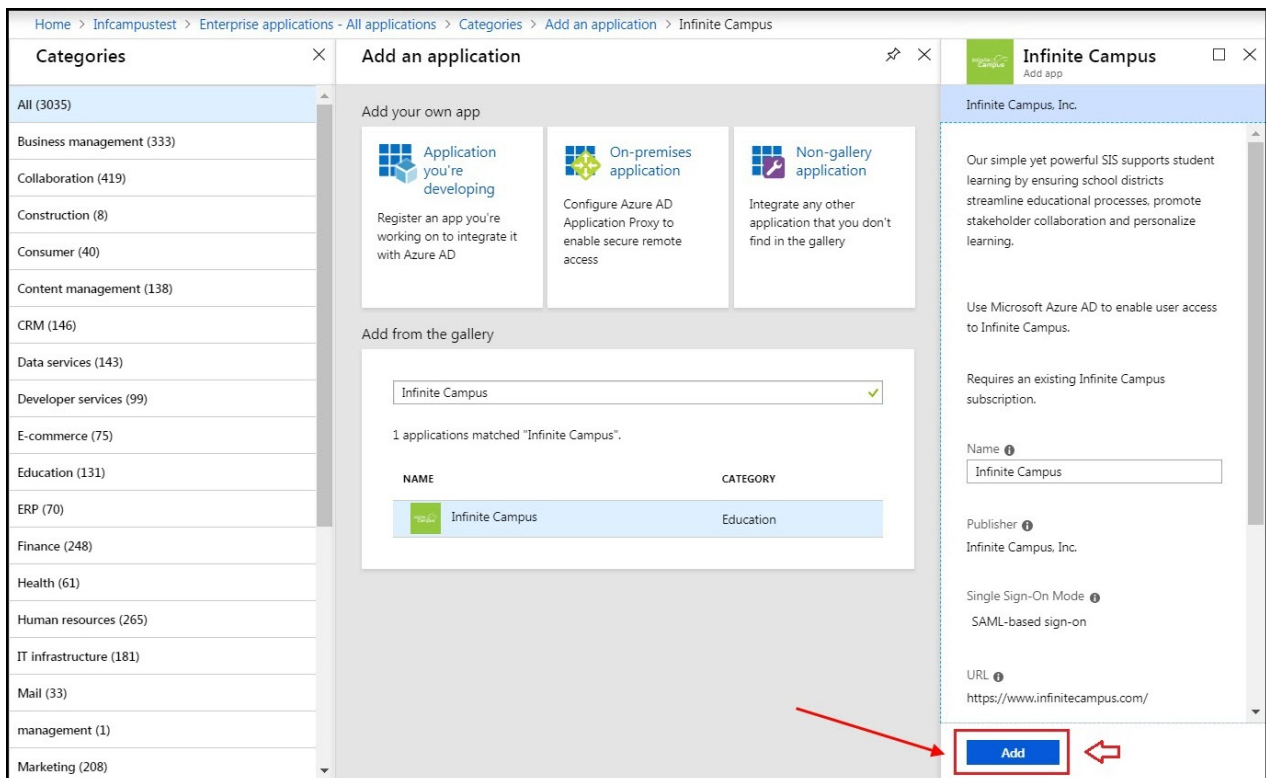 Home > Infcampustest > Enterprise applications - All applications > Categories > Add an application > Infinite Campus
Categories
All (3035)
Business management (333)
Collaboration (419)
Construction (8)
Consumer (40)
Content management (138)
CRM (146)
Data services (143)
Developer services (99)
E-commerce (75)
Education (131)
ERP (70)
Finance (248)
Health (61)
Human resources (265)
IT infrastructure (181)
Mail (33)
management (1)
Marketing (208)
Add an application
Add your own app
Application
you're
developing
Register an app you're
working on to integrate it
with Azure AD
On-premises
application
Configure Azure AD
Application Proxy to
enable secure remote
access
Non-gallery
application
Integrate any other
application that you don't
find in the gallery
Add from the gallery
Infinite Campus
1 applications matched "Infinite Campus".
NAME CATEGORY
Infinite Campus Education
Infinite Campus
Add app
Infinite Campus, Inc.
Our simple yet powerful SIS supports student
learning by ensuring school districts
streamline educational processes, promote
stakeholder collaboration and personalize
learning.
Use Microsoft Azure AD to enable user access
to Infinite Campus.
Requires an existing Infinite Campus
subscription.
Name
Infinite Campus
Publisher
Infinite Campus, Inc.
Single Sign-On Mode
SAML-based sign-on
URL
https://www.infinitecampus.com/
Add